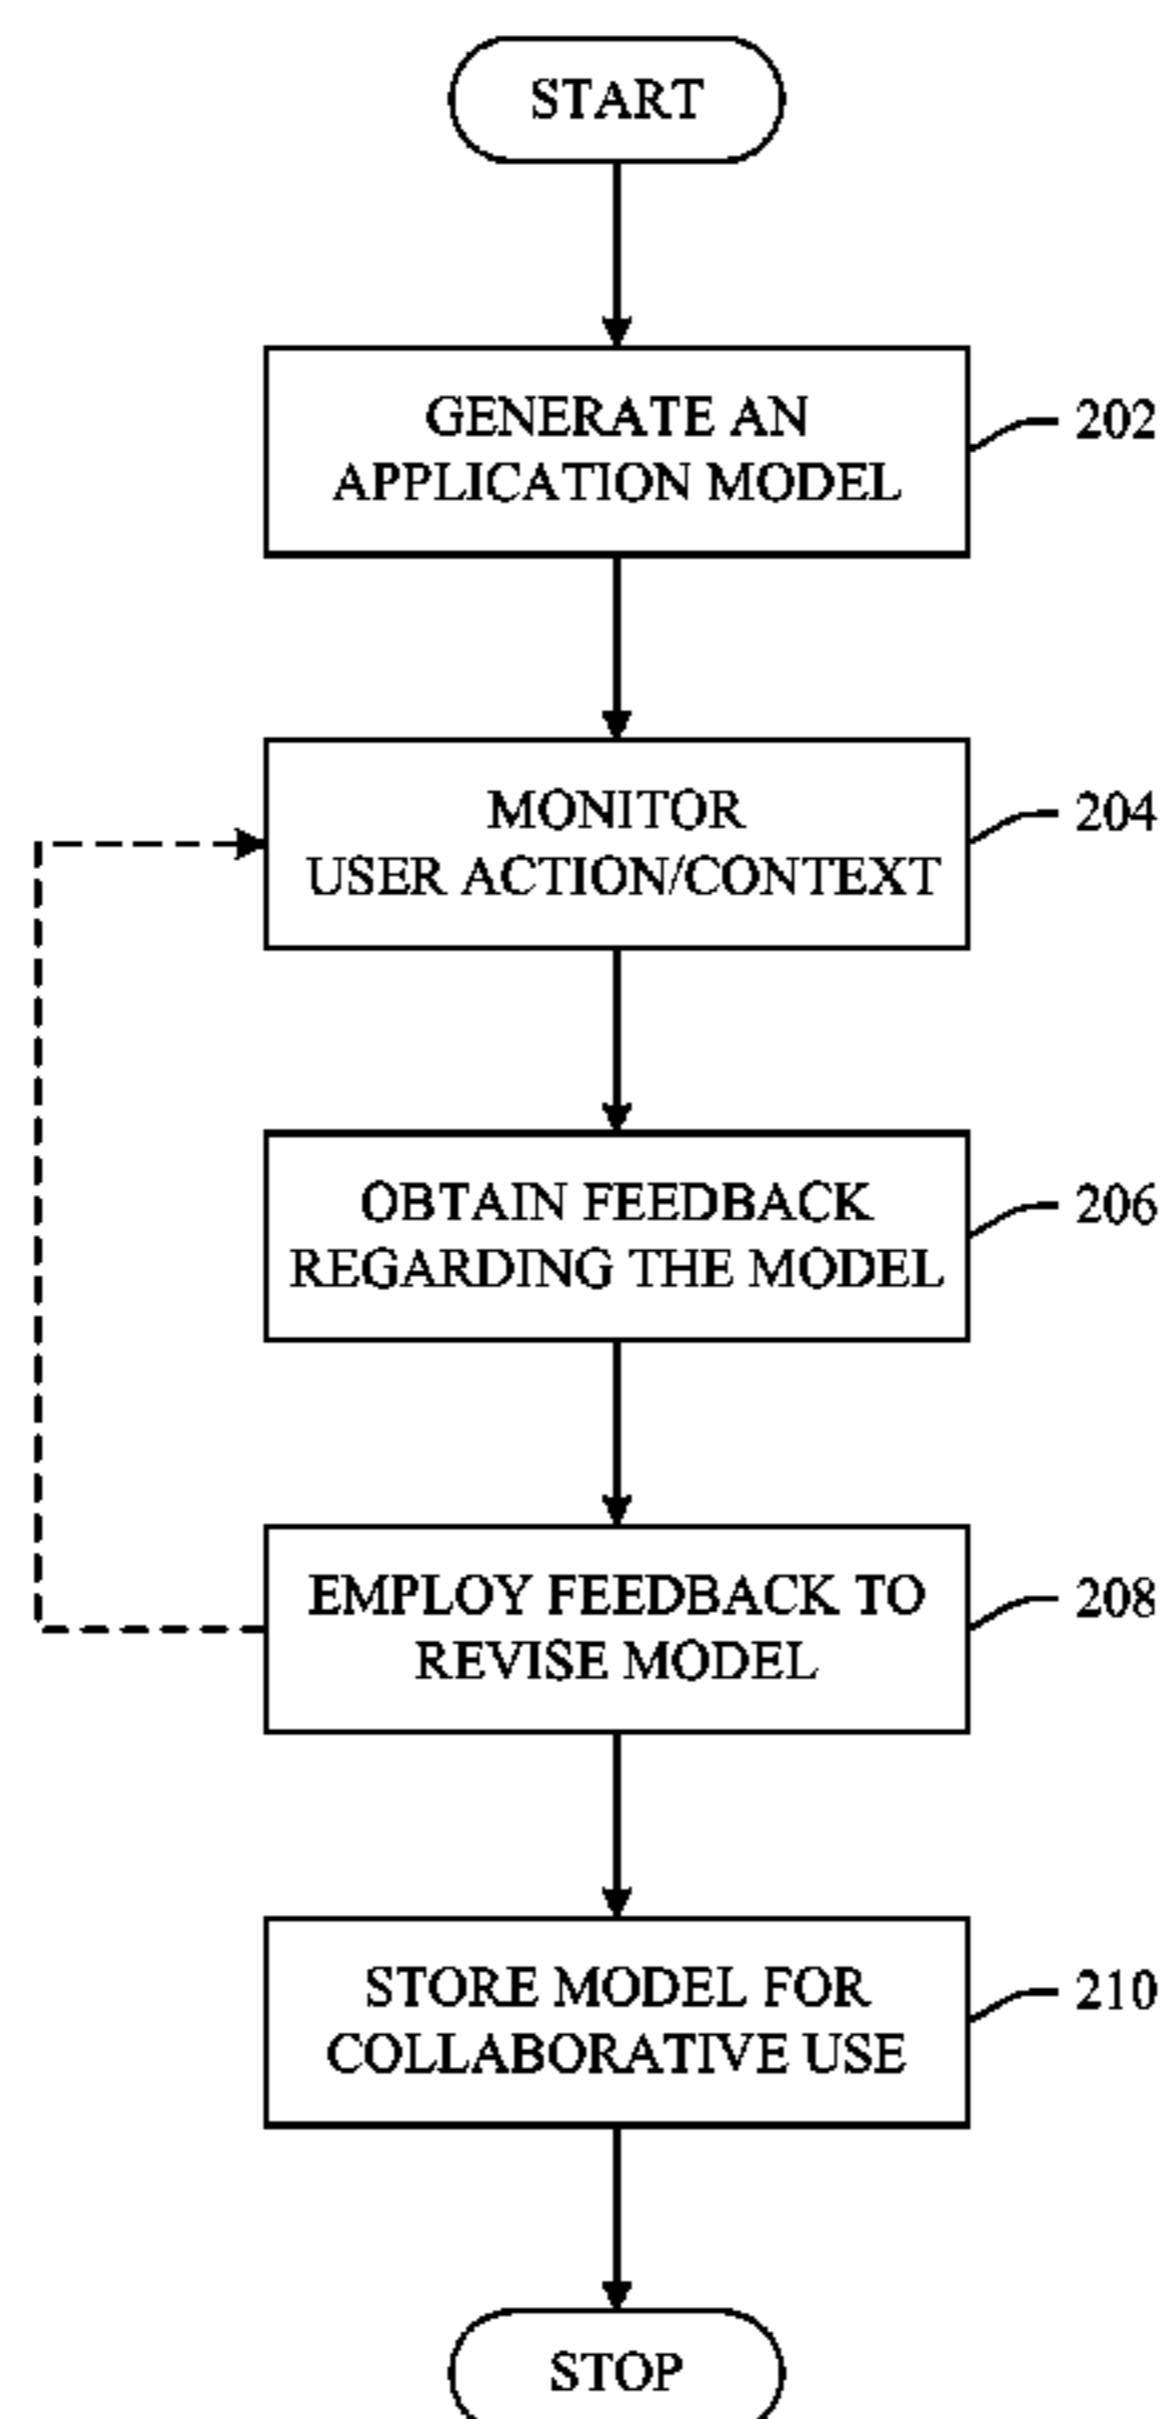 START
GENERATE AN
APPLICATION MODEL
202
MONITOR
USER ACTION/CONTEXT
204
OBTAIN FEEDBACK
REGARDING THE MODEL
206
EMPLOY FEEDBACK TO
REVISE MODEL
208
STORE MODEL FOR
COLLABORATIVE USE
210
STOP